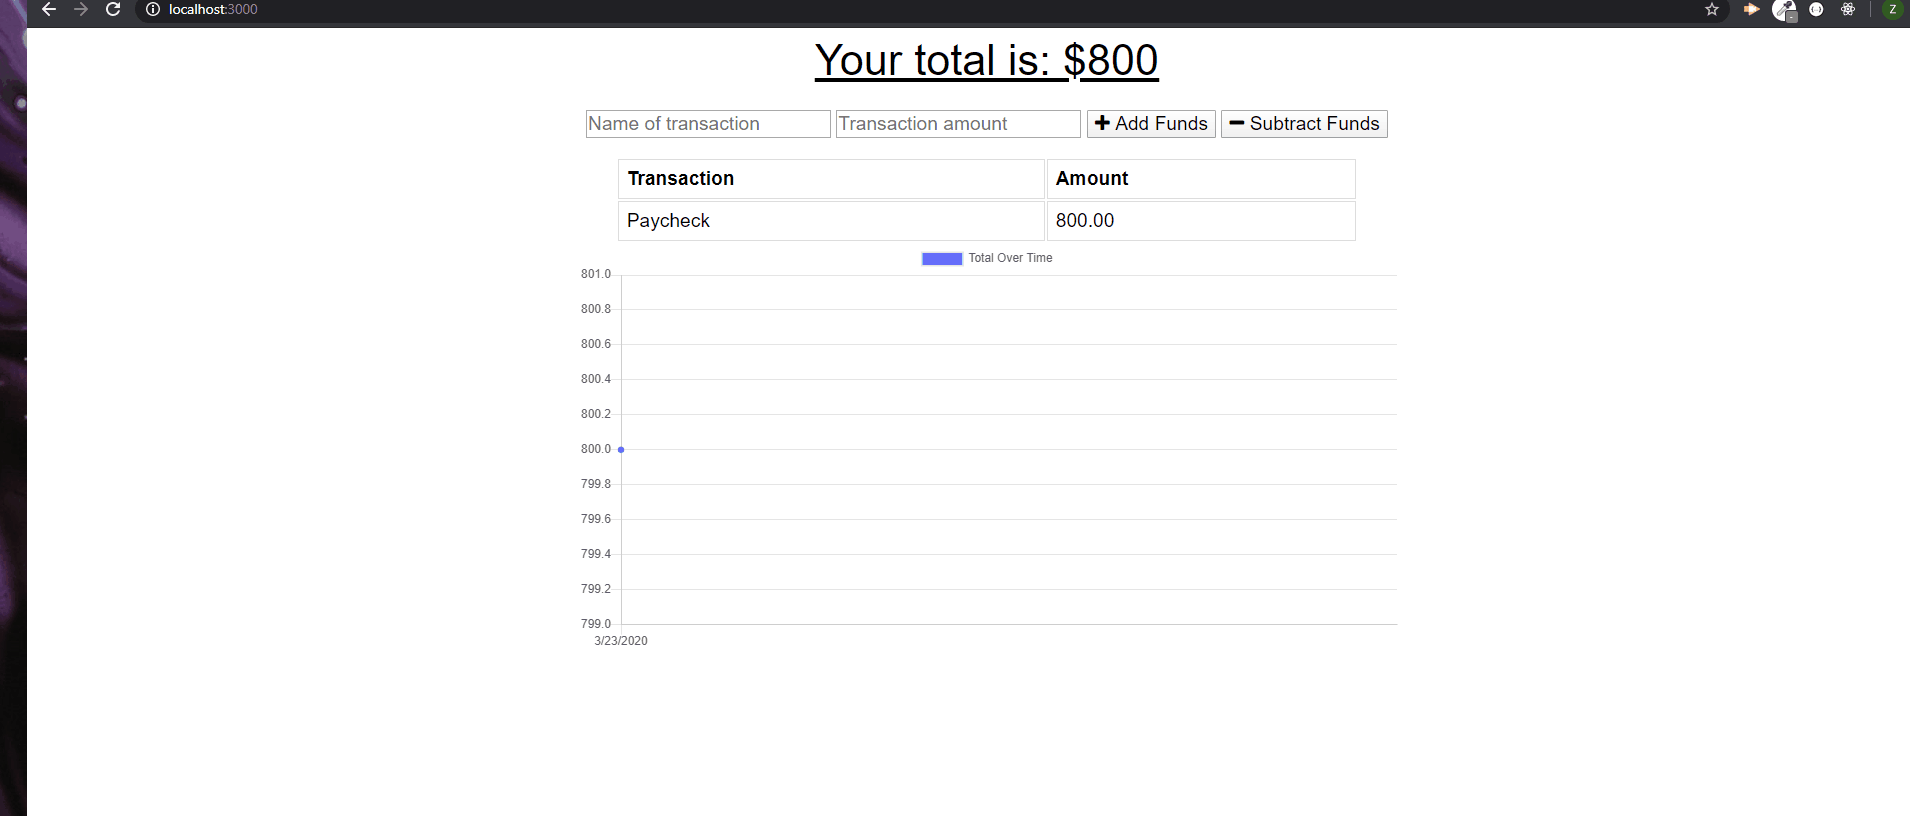 localhost:3000
Z
Your total is: $800
Name of transaction Transaction amount Add Funds Subtract Funds
Transaction Amount
Paycheck 800.00
Total Over Time
801.0
800.8
800.6
800.4
800.2
800.0
799.8
799.6
799.4
799.2
799.0
3/23/2020